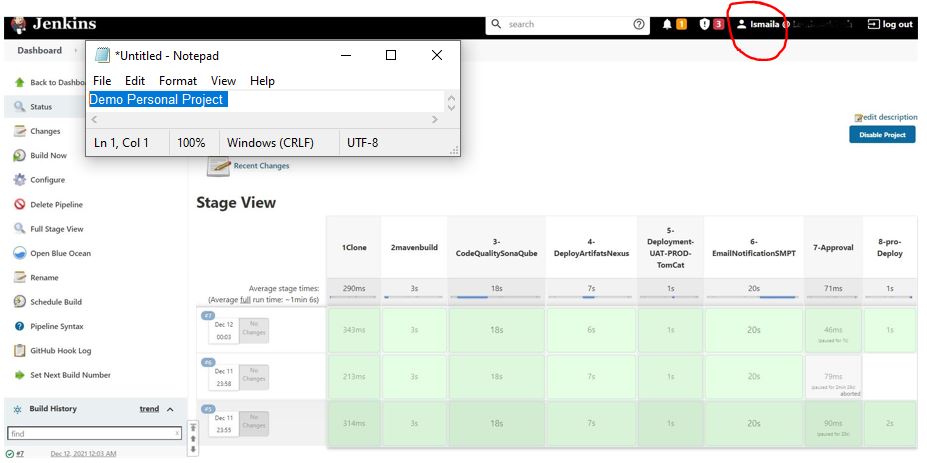 Jenkins
search
1
3
Ismaila @
log out
Dashboard
*Untitled - Notepad
File Edit Format View Help
Demo Personal Project
Ln 1, Col 1 100% Windows (CRLF) UTF-8
Back to Dashbo
Status
Changes
Build Now
Configure
Delete Pipeline
Full Stage View
Open Blue Ocean
Rename
Schedule Build
Pipeline Syntax
GitHub Hook Log
Set Next Build Number
Build History trend
find x
#7 Dec 12, 2021 12:03 AM
edit description
Disable Project
Recent Changes
Stage View
1Clone 2mavenbuild 3-CodeQualitySonaQube 4-DeployArtifatsNexus 5-Deployment-UAT-PROD-TomCat 6-EmailNotificationSMPT 7-Approval 8-pro-Deploy
Average stage times: 290ms 3s 18s 7s 1s 20s 71ms 1s
(Average full run time: ~1min 6s)
#7 Dec 12 00:03 No Changes 343ms 3s 18s 6s 1s 20s 46ms (paused for 1s) 1s
#6 Dec 11 23:58 No Changes 213ms 3s 18s 7s 1s 20s 79ms aborted
#5 Dec 11 23:55 No Changes 314ms 3s 18s 7s 1s 20s 90ms 2s